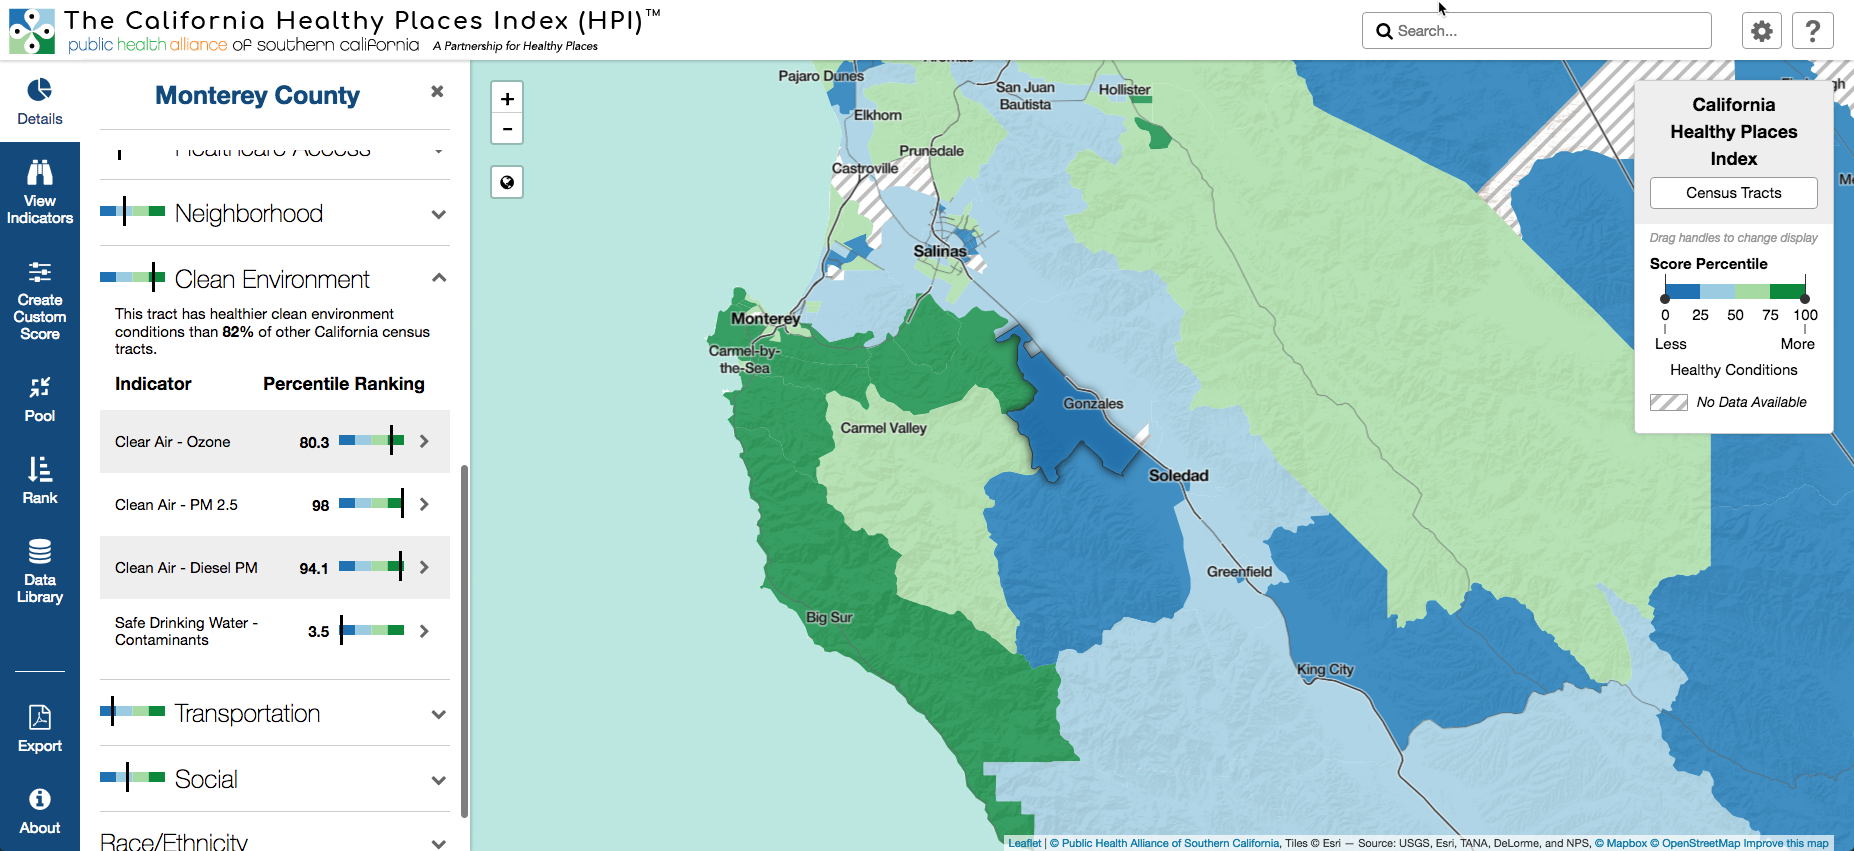 The California Healthy Places Index (HPI)™
public health alliance of southern california A Partnership for Healthy Places
Search...
?
Details
View
Indicators
Create
Custom
Score
Pool
Rank
Data
Library
Export
About
Monterey County
Healthcare Access
Neighborhood
Clean Environment
This tract has healthier clean environment
conditions than 82% of other California census
tracts.
Indicator Percentile Ranking
Clear Air - Ozone 80.3
Clean Air - PM 2.5 98
Clean Air - Diesel PM 94.1
Safe Drinking Water -
Contaminants 3.5
Transportation
Social
Race/Ethnicity
+
-
Aromas
Pajaro Dunes
San Juan
Bautista
Hollister
Elkhorn
Prunedale
Castroville
Salinas
Monterey
Carmel-by-
the-Sea
Gonzales
Carmel Valley
Soledad
Greenfield
Big Sur
King City
California
Healthy Places
Index
Census Tracts
Drag handles to change display
Score Percentile
0 25 50 75 100
Less More
Healthy Conditions
No Data Available
Leaflet | © Public Health Alliance of Southern California, Tiles © Esri — Source: USGS, Esri, TANA, DeLorme, and NPS, © Mapbox © OpenStreetMap Improve this map